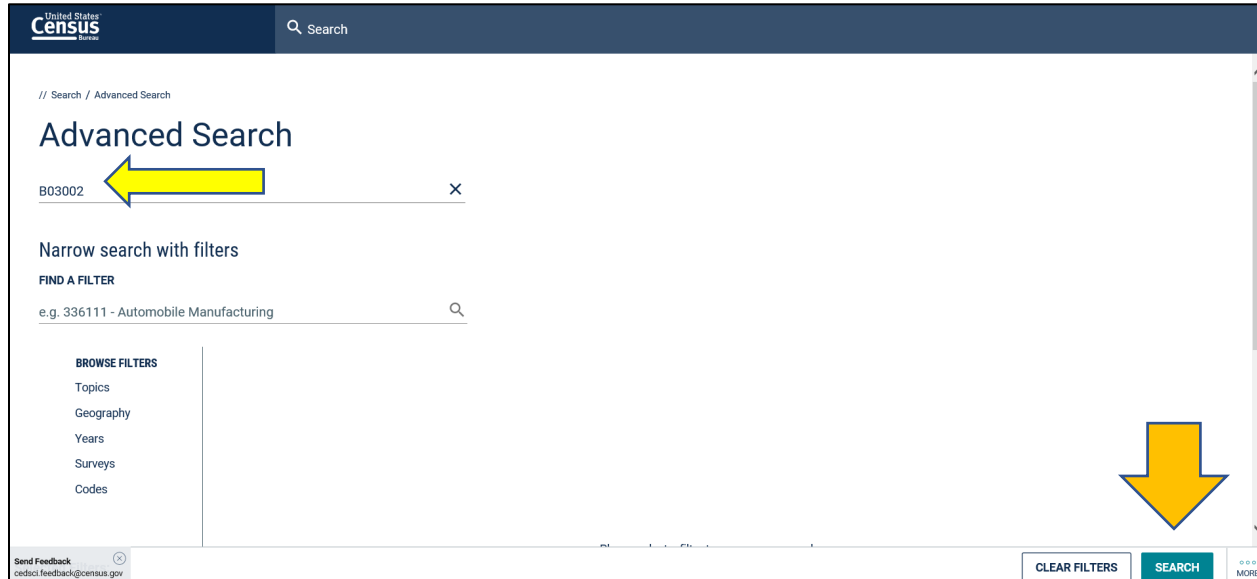 United States®
Census
Bureau
Search
// Search / Advanced Search
Advanced Search
B03002
Narrow search with filters
FIND A FILTER
e.g. 336111 - Automobile Manufacturing
BROWSE FILTERS
Topics
Geography
Years
Surveys
Codes
Send Feedback
cedsci.feedback@census.gov
CLEAR FILTERS
SEARCH
MORE